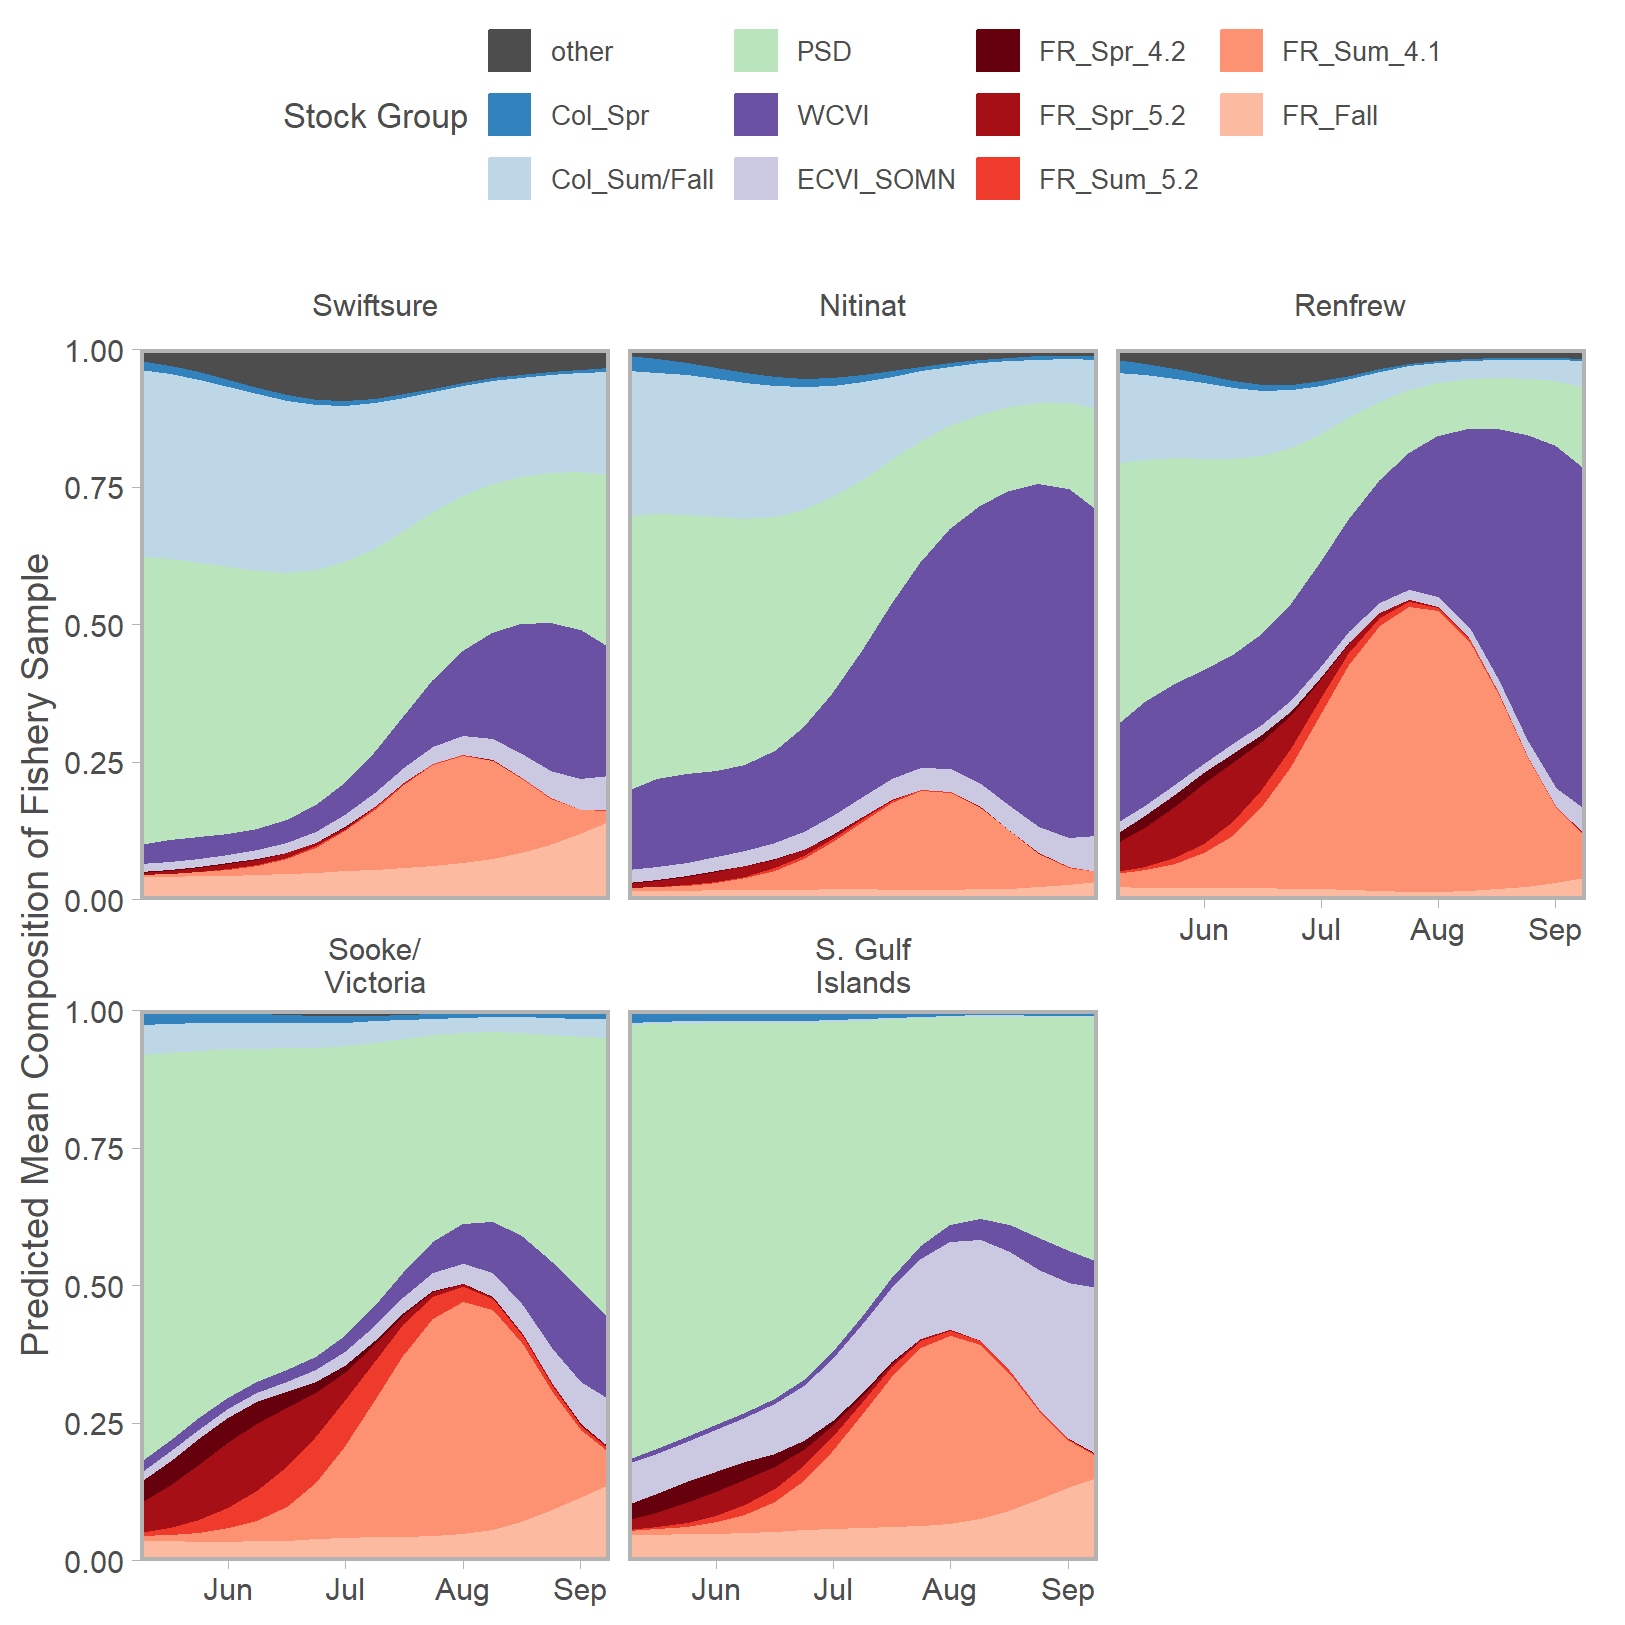 other
PSD
FR_Spr_4.2
FR_Sum_4.1
Stock Group
Col_Spr
WCVI
FR_Spr_5.2
FR_Fall
Col_Sum/Fall
ECVI_SOMN
FR_Sum_5.2
Swiftsure
Nitinat
Renfrew
1.00
0.75
0.50
0.25
0.00
Jun Jul Aug Sep
Predicted Mean Composition of Fishery Sample
Sooke/
Victoria
S. Gulf
Islands
1.00
0.75
0.50
0.25
0.00
Jun Jul Aug Sep
Jun Jul Aug Sep